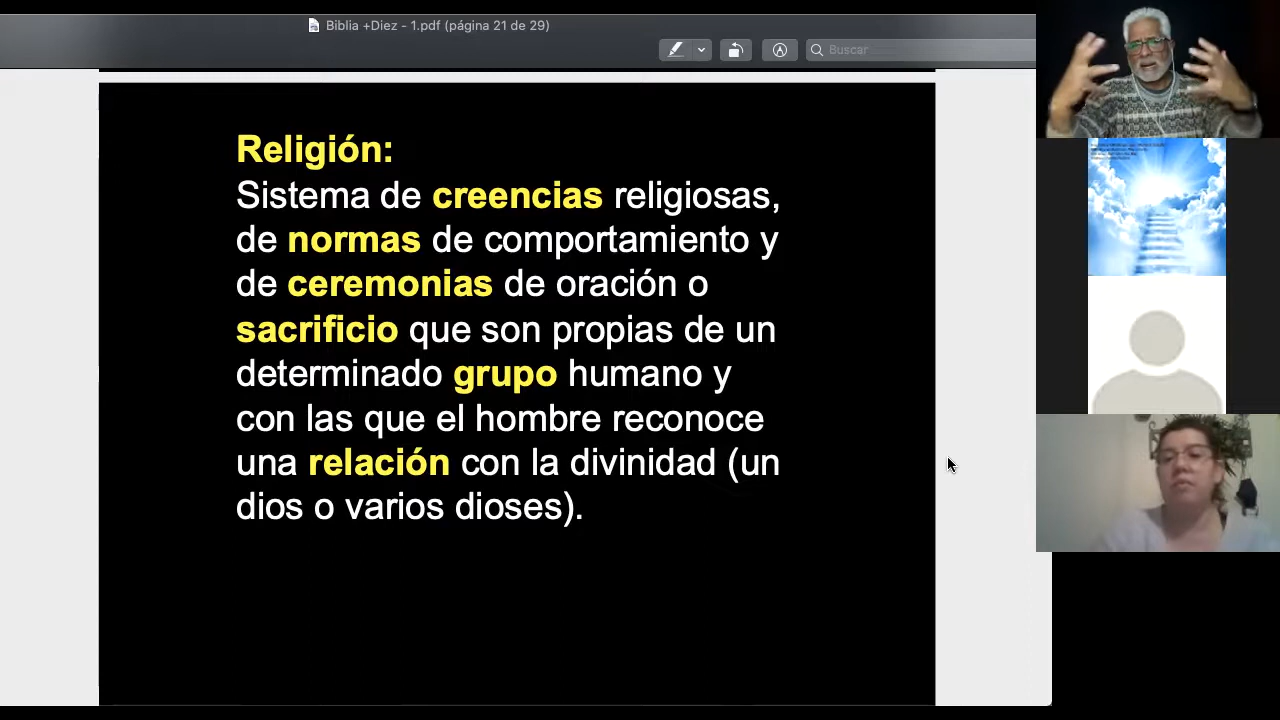 Biblia +Diez - 1.pdf (página 21 de 29)
Buscar
Religión:
Sistema de creencias religiosas,
de normas de comportamiento y
de ceremonias de oración o
sacrificio que son propias de un
determinado grupo humano y
con las que el hombre reconoce
una relación con la divinidad (un
dios o varios dioses).